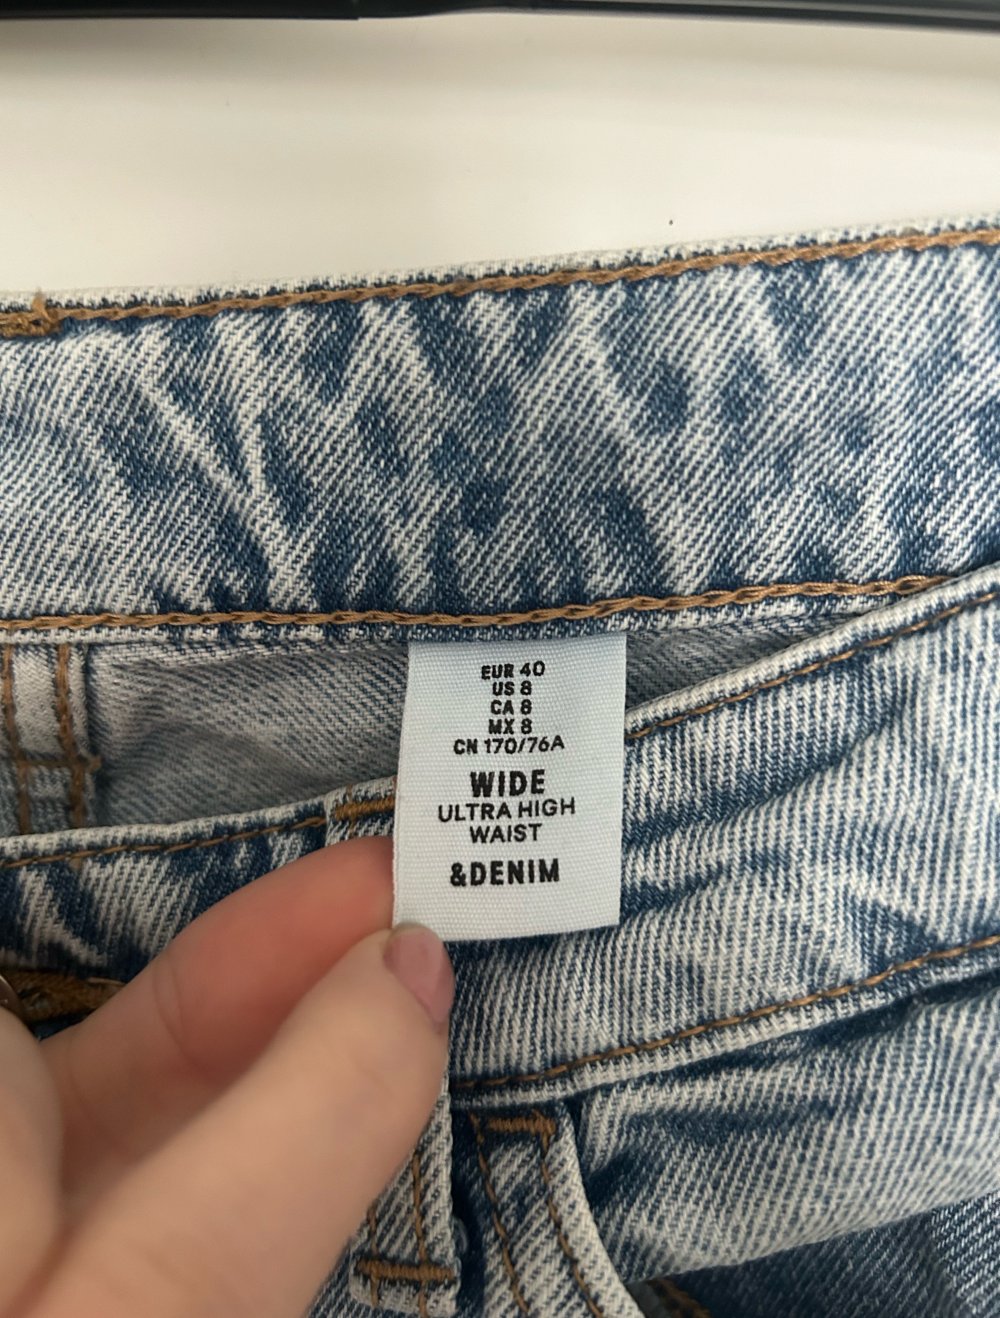 EUR 40
US 8
CA 8
MX 8
CN 170/76A
WIDE
ULTRA HIGH
WAIST
&DENIM